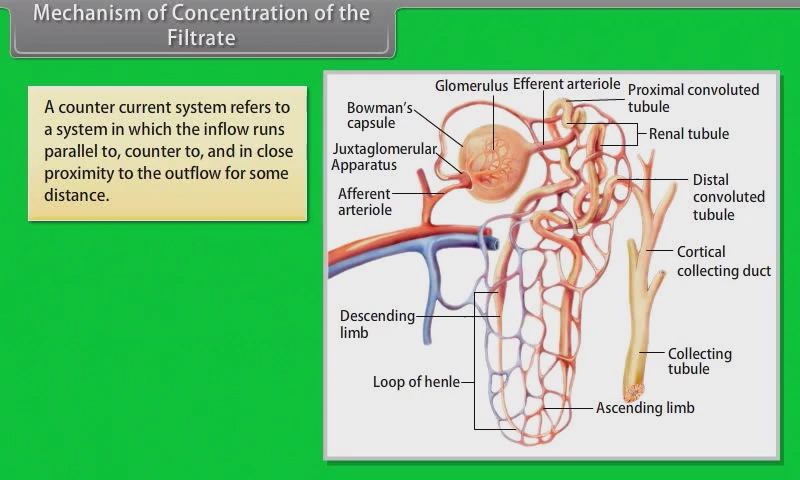 Mechanism of Concentration of the
Filtrate
A counter current system refers to
a system in which the inflow runs
parallel to, counter to, and in close
proximity to the outflow for some
distance.
Glomerulus
Efferent arteriole
Proximal convoluted
tubule
Bowman's
capsule
Renal tubule
Juxtaglomerular
Apparatus
Afferent
arteriole
Distal
convoluted
tubule
Cortical
collecting duct
Descending
limb
Collecting
tubule
Loop of henle
Ascending limb